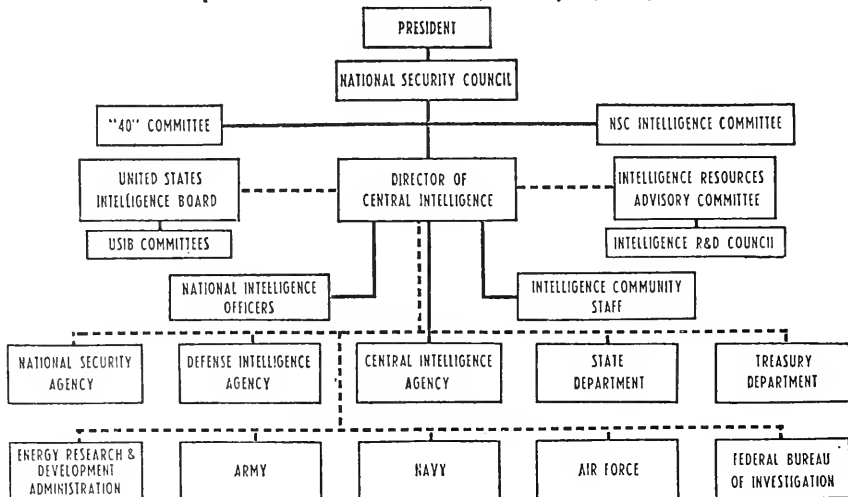 PRESIDENT
NATIONAL SECURITY COUNCIL
"40" COMMITTEE
NSC INTELLIGENCE COMMITTEE
UNITED STATES
INTELLIGENCE BOARD
DIRECTOR OF
CENTRAL INTELLIGENCE
INTELLIGENCE RESOURCES
ADVISORY COMMITTEE
USIB COMMITTEES
INTELLIGENCE R&D COUNCIL
NATIONAL INTELLIGENCE
OFFICERS
INTELLIGENCE COMMUNITY
STAFF
NATIONAL SECURITY
AGENCY
DEFENSE INTELLIGENCE
AGENCY
CENTRAL INTELLIGENCE
AGENCY
STATE
DEPARTMENT
TREASURY
DEPARTMENT
ENERGY RESEARCH &
DEVELOPMENT
ADMINISTRATION
ARMY
NAVY
AIR FORCE
FEDERAL BUREAU
OF INVESTIGATION